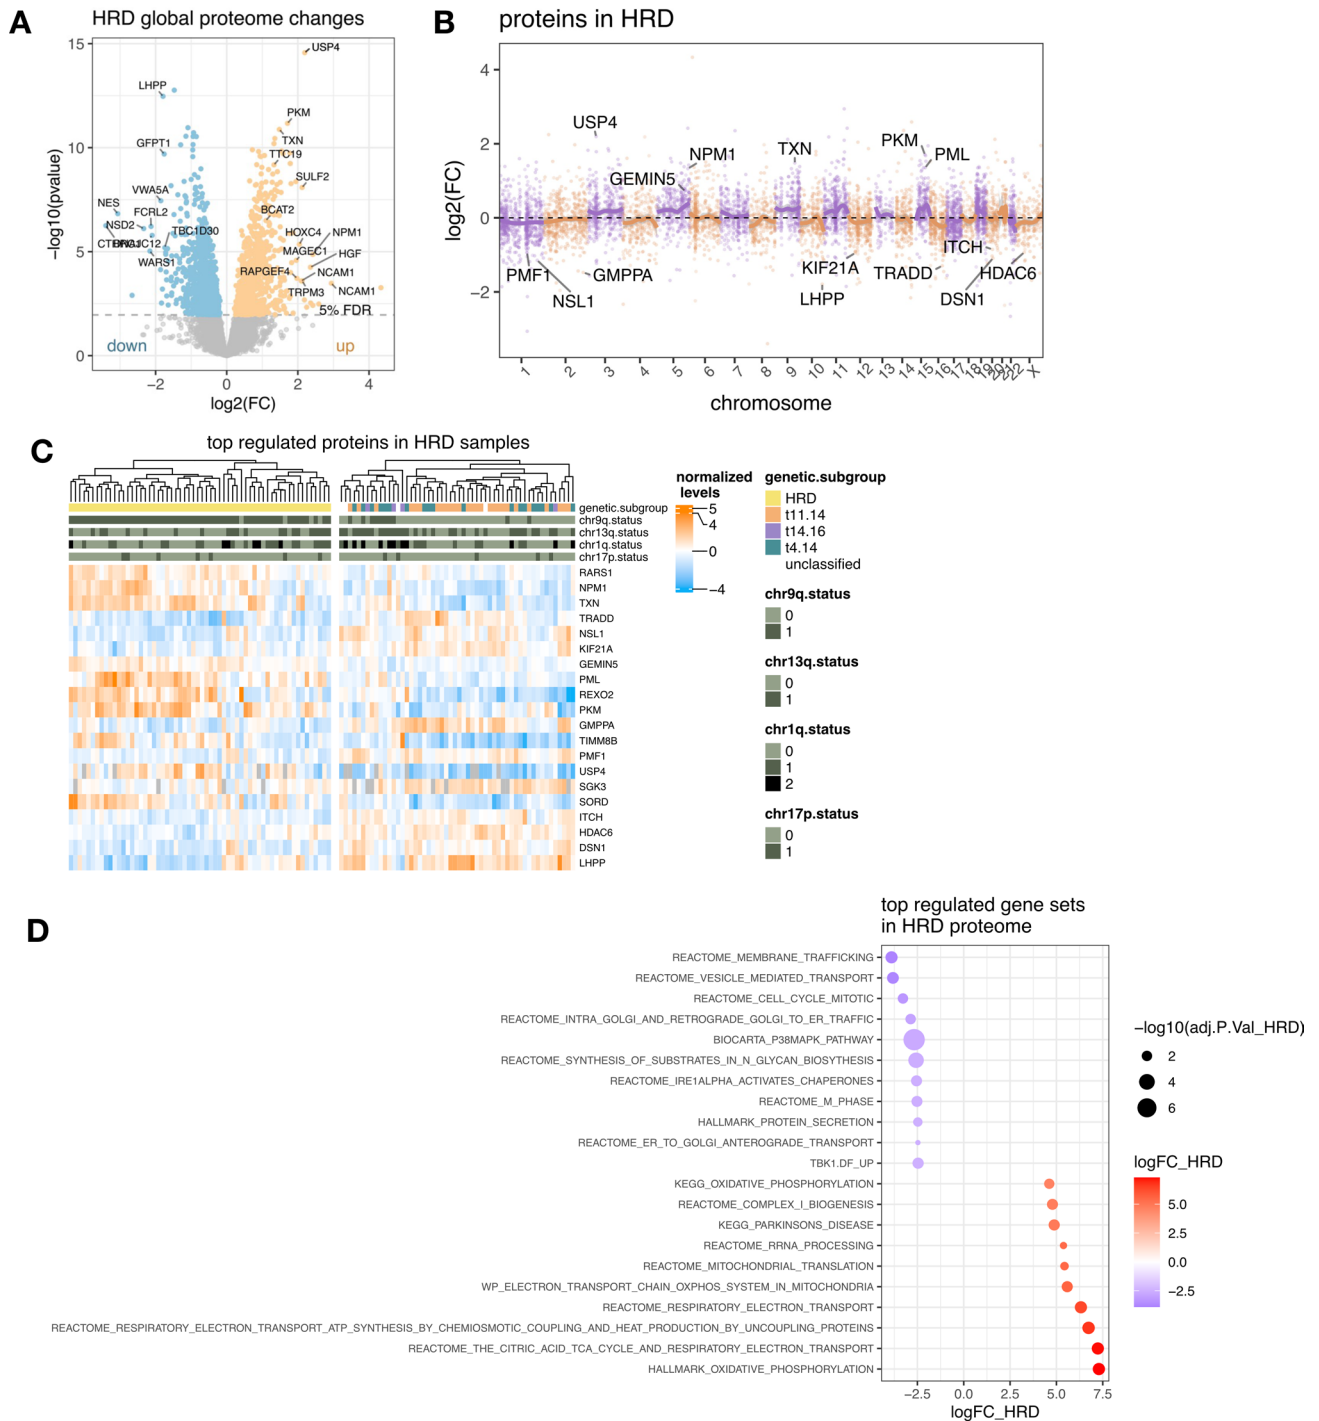 A
HRD global proteome changes
−log10(pvalue)
15
10
5
0
USP4
LHPP
PKM
GFPT1
TXN
TTC19
SULF2
VWA5A
NES
FCRL2
BCAT2
NSD2
TBC1D30
HOXC4
NPM1
WARS1
MAGEC1
HGF
RAPGEF4
NCAM1
TRPM3
NCAM1
5% FDR
down
up
−2
0
2
4
log2(FC)
B
proteins in HRD
log2(FC)
4
2
0
−2
USP4
NPM1
TXN
PKM
PML
GEMIN5
ITCH
PMF1
NSL1
GMPPA
KIF21A
LHPP
TRADD
HDAC6
DSN1
1
2
3
4
5
6
7
8
9
10
11
12
13
14
15
16
17
18
19
20
21
22
X
chromosome
C
top regulated proteins in HRD samples
genetic.subgroup
chr9q.status
chr13q.status
chr1q.status
chr17p.status
RARS1
NPM1
TXN
TRADD
NSL1
KIF21A
GEMIN5
PML
REXO2
PKM
GMPPA
TIMM8B
PMF1
USP4
SGK3
SORD
ITCH
HDAC6
DSN1
LHPP
normalized
levels
5
4
0
−4
genetic.subgroup
HRD
t11.14
t14.16
t4.14
unclassified
chr9q.status
0
1
chr13q.status
0
1
chr1q.status
0
1
2
chr17p.status
0
1
D
top regulated gene sets
in HRD proteome
REACTOME_MEMBRANE_TRAFFICKING
REACTOME_VESICLE_MEDIATED_TRANSPORT
REACTOME_CELL_CYCLE_MITOTIC
REACTOME_INTRA_GOLGI_AND_RETROGRADE_GOLGI_TO_ER_TRAFFIC
BIOCARTA_P38MAPK_PATHWAY
REACTOME_SYNTHESIS_OF_SUBSTRATES_IN_N_GLYCAN_BIOSYTHESIS
REACTOME_IRE1ALPHA_ACTIVATES_CHAPERONES
REACTOME_M_PHASE
HALLMARK_PROTEIN_SECRETION
REACTOME_ER_TO_GOLGI_ANTEROGRADE_TRANSPORT
TBK1.DF_UP
KEGG_OXIDATIVE_PHOSPHORYLATION
REACTOME_COMPLEX_I_BIOGENESIS
KEGG_PARKINSONS_DISEASE
REACTOME_RRNA_PROCESSING
REACTOME_MITOCHONDRIAL_TRANSLATION
WP_ELECTRON_TRANSPORT_CHAIN_OXPHOS_SYSTEM_IN_MITOCHONDRIA
REACTOME_RESPIRATORY_ELECTRON_TRANSPORT
REACTOME_RESPIRATORY_ELECTRON_TRANSPORT_ATP_SYNTHESIS_BY_CHEMIOSMOTIC_COUPLING_AND_HEAT_PRODUCTION_BY_UNCOUPLING_PROTEINS
REACTOME_THE_CITRIC_ACID_TCA_CYCLE_AND_RESPIRATORY_ELECTRON_TRANSPORT
HALLMARK_OXIDATIVE_PHOSPHORYLATION
−2.5
0.0
2.5
5.0
7.5
logFC_HRD
−log10(adj.P.Val_HRD)
2
4
6
logFC_HRD
5.0
2.5
0.0
−2.5